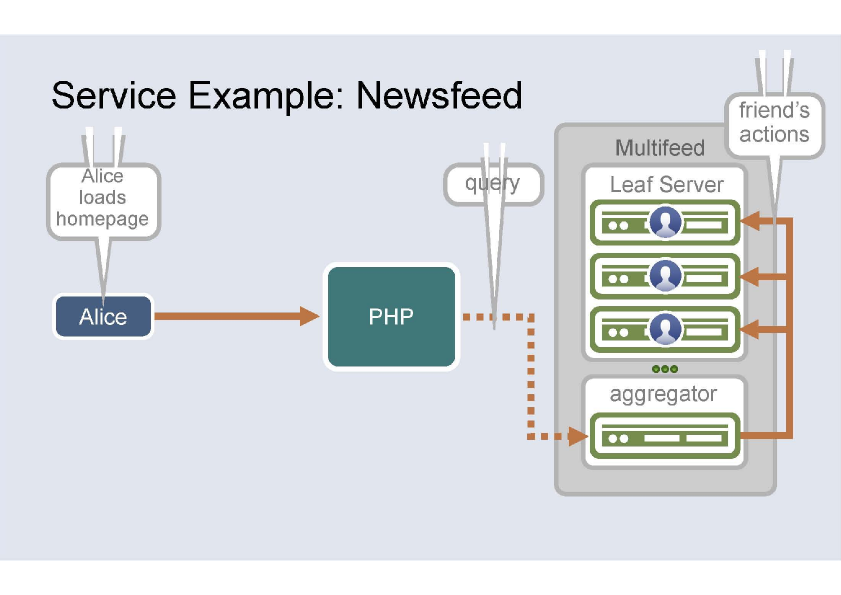 Service Example: Newsfeed
friend's
actions
Multifeed
Alice
loads
homepage
query
Leaf Server
Alice
PHP
aggregator